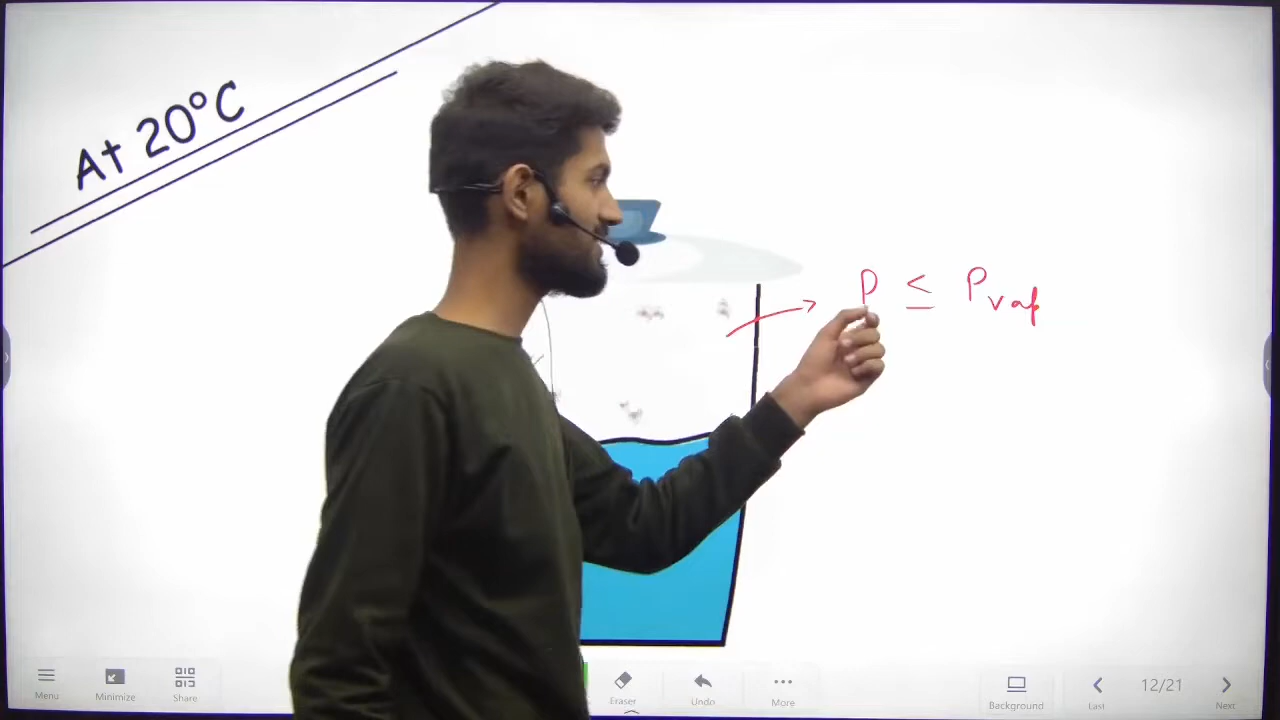 At 20°C
P ≤ Pvap
Menu
Minimize
Share
Eraser
Undo
More
Background
Last
12/21
Next